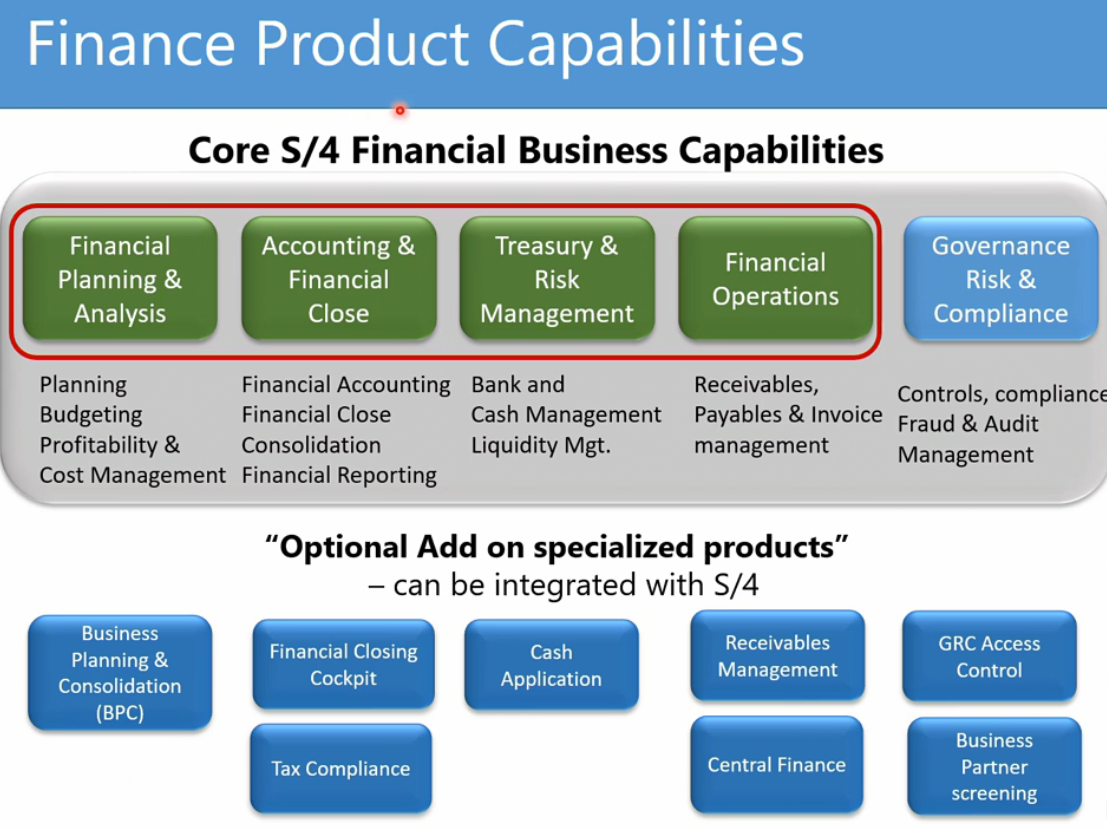 Finance Product Capabilities
Core S/4 Financial Business Capabilities
Financial
Planning &
Analysis
Accounting &
Financial
Close
Treasury &
Risk
Management
Financial
Operations
Governance
Risk &
Compliance
Planning
Budgeting
Profitability &
Cost Management
Financial Accounting
Financial Close
Consolidation
Financial Reporting
Bank and
Cash Management
Liquidity Mgt.
Receivables,
Payables & Invoice
management
Controls, compliance
Fraud & Audit
Management
“Optional Add on specialized products”
– can be integrated with S/4
Business
Planning &
Consolidation
(BPC)
Financial Closing
Cockpit
Cash
Application
Receivables
Management
GRC Access
Control
Tax Compliance
Central Finance
Business
Partner
screening